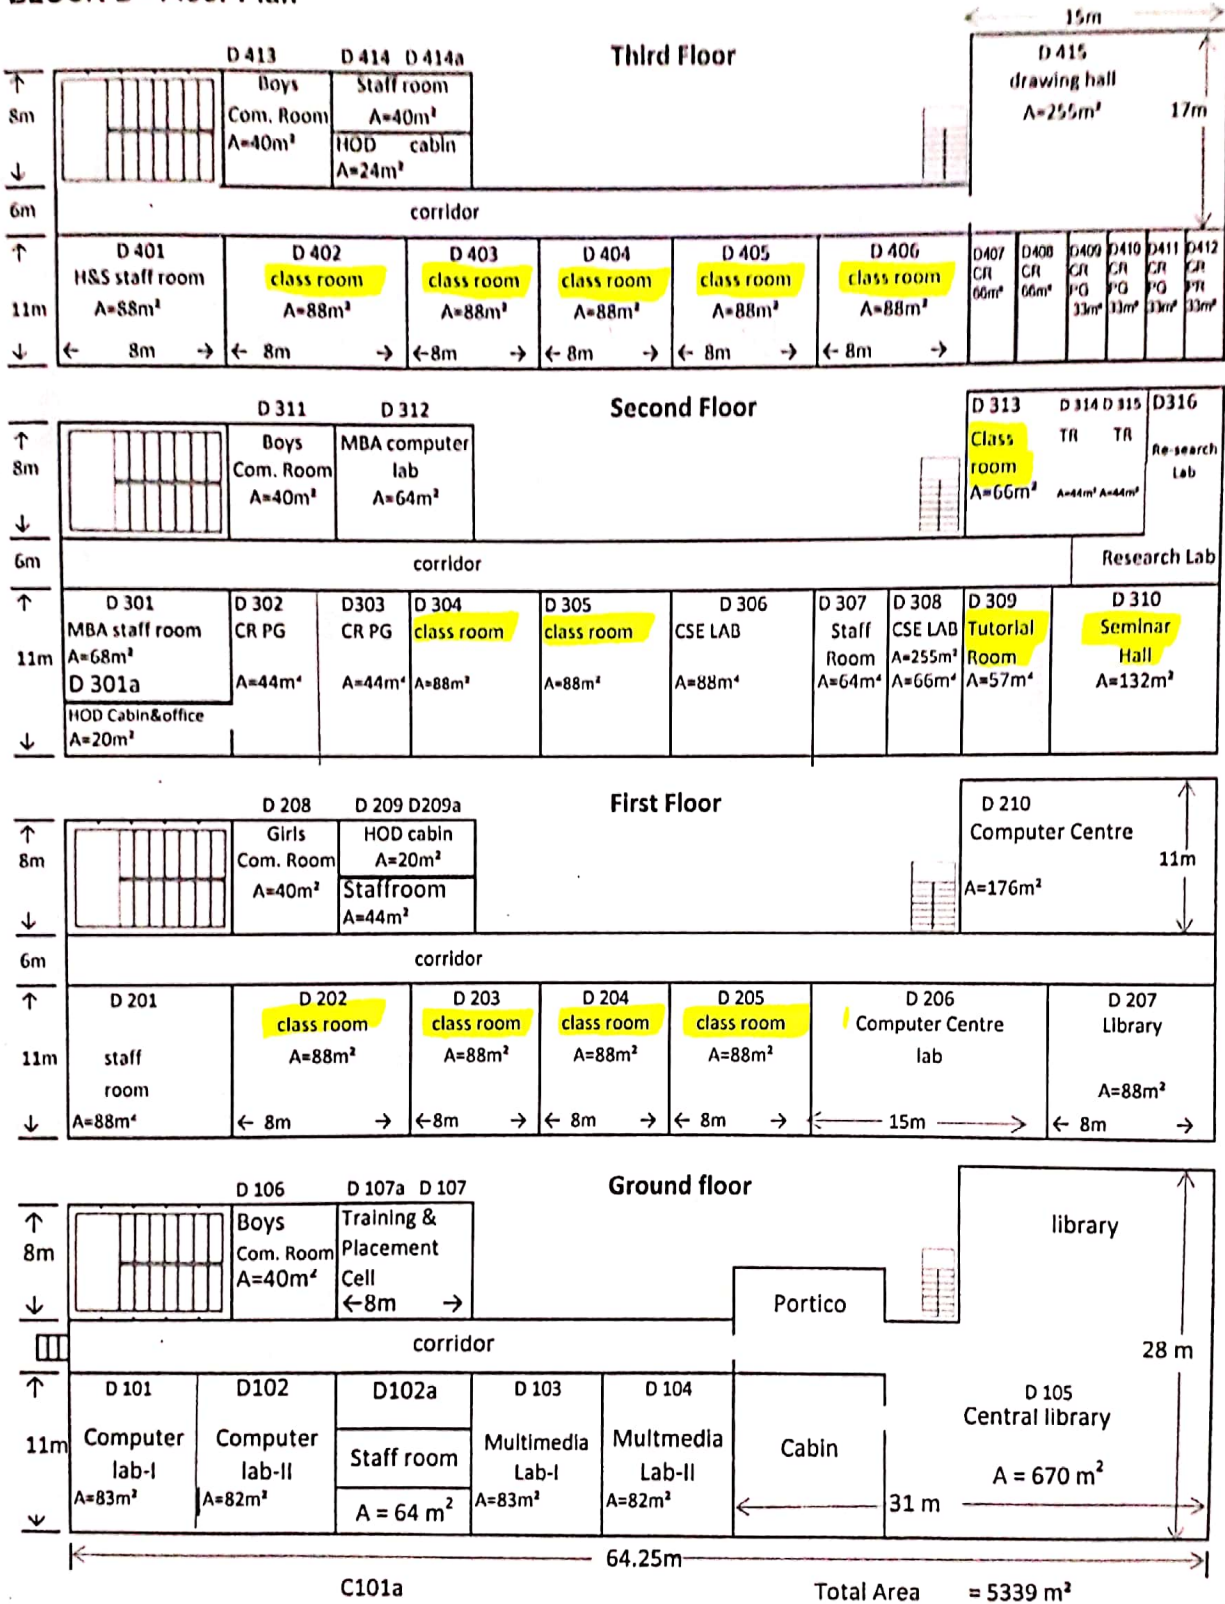 15m
Third Floor
D 413
D 414 D 414a
D 415
drawing hall
A=255m²
17m
8m
Boys
Com. Room
A=40m²
Staff room
A=40m²
HOD cabin
A=24m²
6m
corridor
11m
D 401
H&S staff room
A=88m²
8m
D 402
class room
A=88m²
8m
D 403
class room
A=88m²
8m
D 404
class room
A=88m²
8m
D 405
class room
A=88m²
8m
D 406
class room
A=88m²
8m
D407
CR
66m²
D408
CR
66m²
D409
CR
PG
33m²
D410
CR
PG
33m²
D411
CR
PG
33m²
D412
CR
PR
33m²
Second Floor
D 311
D 312
8m
Boys
Com. Room
A=40m²
MBA computer
lab
A=64m²
D 313
Class
room
A=66m²
D 314 D 315
TR TR
A=44m² A=44m²
D316
Re-search
Lab
6m
corridor
Research Lab
11m
D 301
MBA staff room
A=68m²
D 301a
HOD Cabin&office
A=20m²
D 302
CR PG
A=44m²
D303
CR PG
A=44m²
D 304
class room
A=88m²
D 305
class room
A=88m²
D 306
CSE LAB
A=88m²
D 307
Staff
Room
A=64m²
D 308
CSE LAB
A=255m²
A=66m²
D 309
Tutorial
Room
A=57m²
D 310
Seminar
Hall
A=132m²
First Floor
D 208
D 209 D209a
8m
Girls
Com. Room
A=40m²
HOD cabin
A=20m²
Staffroom
A=44m²
D 210
Computer Centre
A=176m²
11m
6m
corridor
11m
D 201
staff
room
A=88m²
D 202
class room
A=88m²
8m
D 203
class room
A=88m²
8m
D 204
class room
A=88m²
8m
D 205
class room
A=88m²
8m
D 206
Computer Centre
lab
15m
D 207
Library
A=88m²
8m
Ground floor
D 106
D 107a D 107
8m
Boys
Com. Room
A=40m²
Training &
Placement
Cell
8m
Portico
library
corridor
28 m
11m
D 101
Computer
lab-I
A=83m²
D102
Computer
lab-II
A=82m²
D102a
Staff room
A = 64 m²
D 103
Multimedia
Lab-I
A=83m²
D 104
Multmedia
Lab-II
A=82m²
Cabin
D 105
Central library
A = 670 m²
31 m
64.25m
C101a
Total Area = 5339 m²